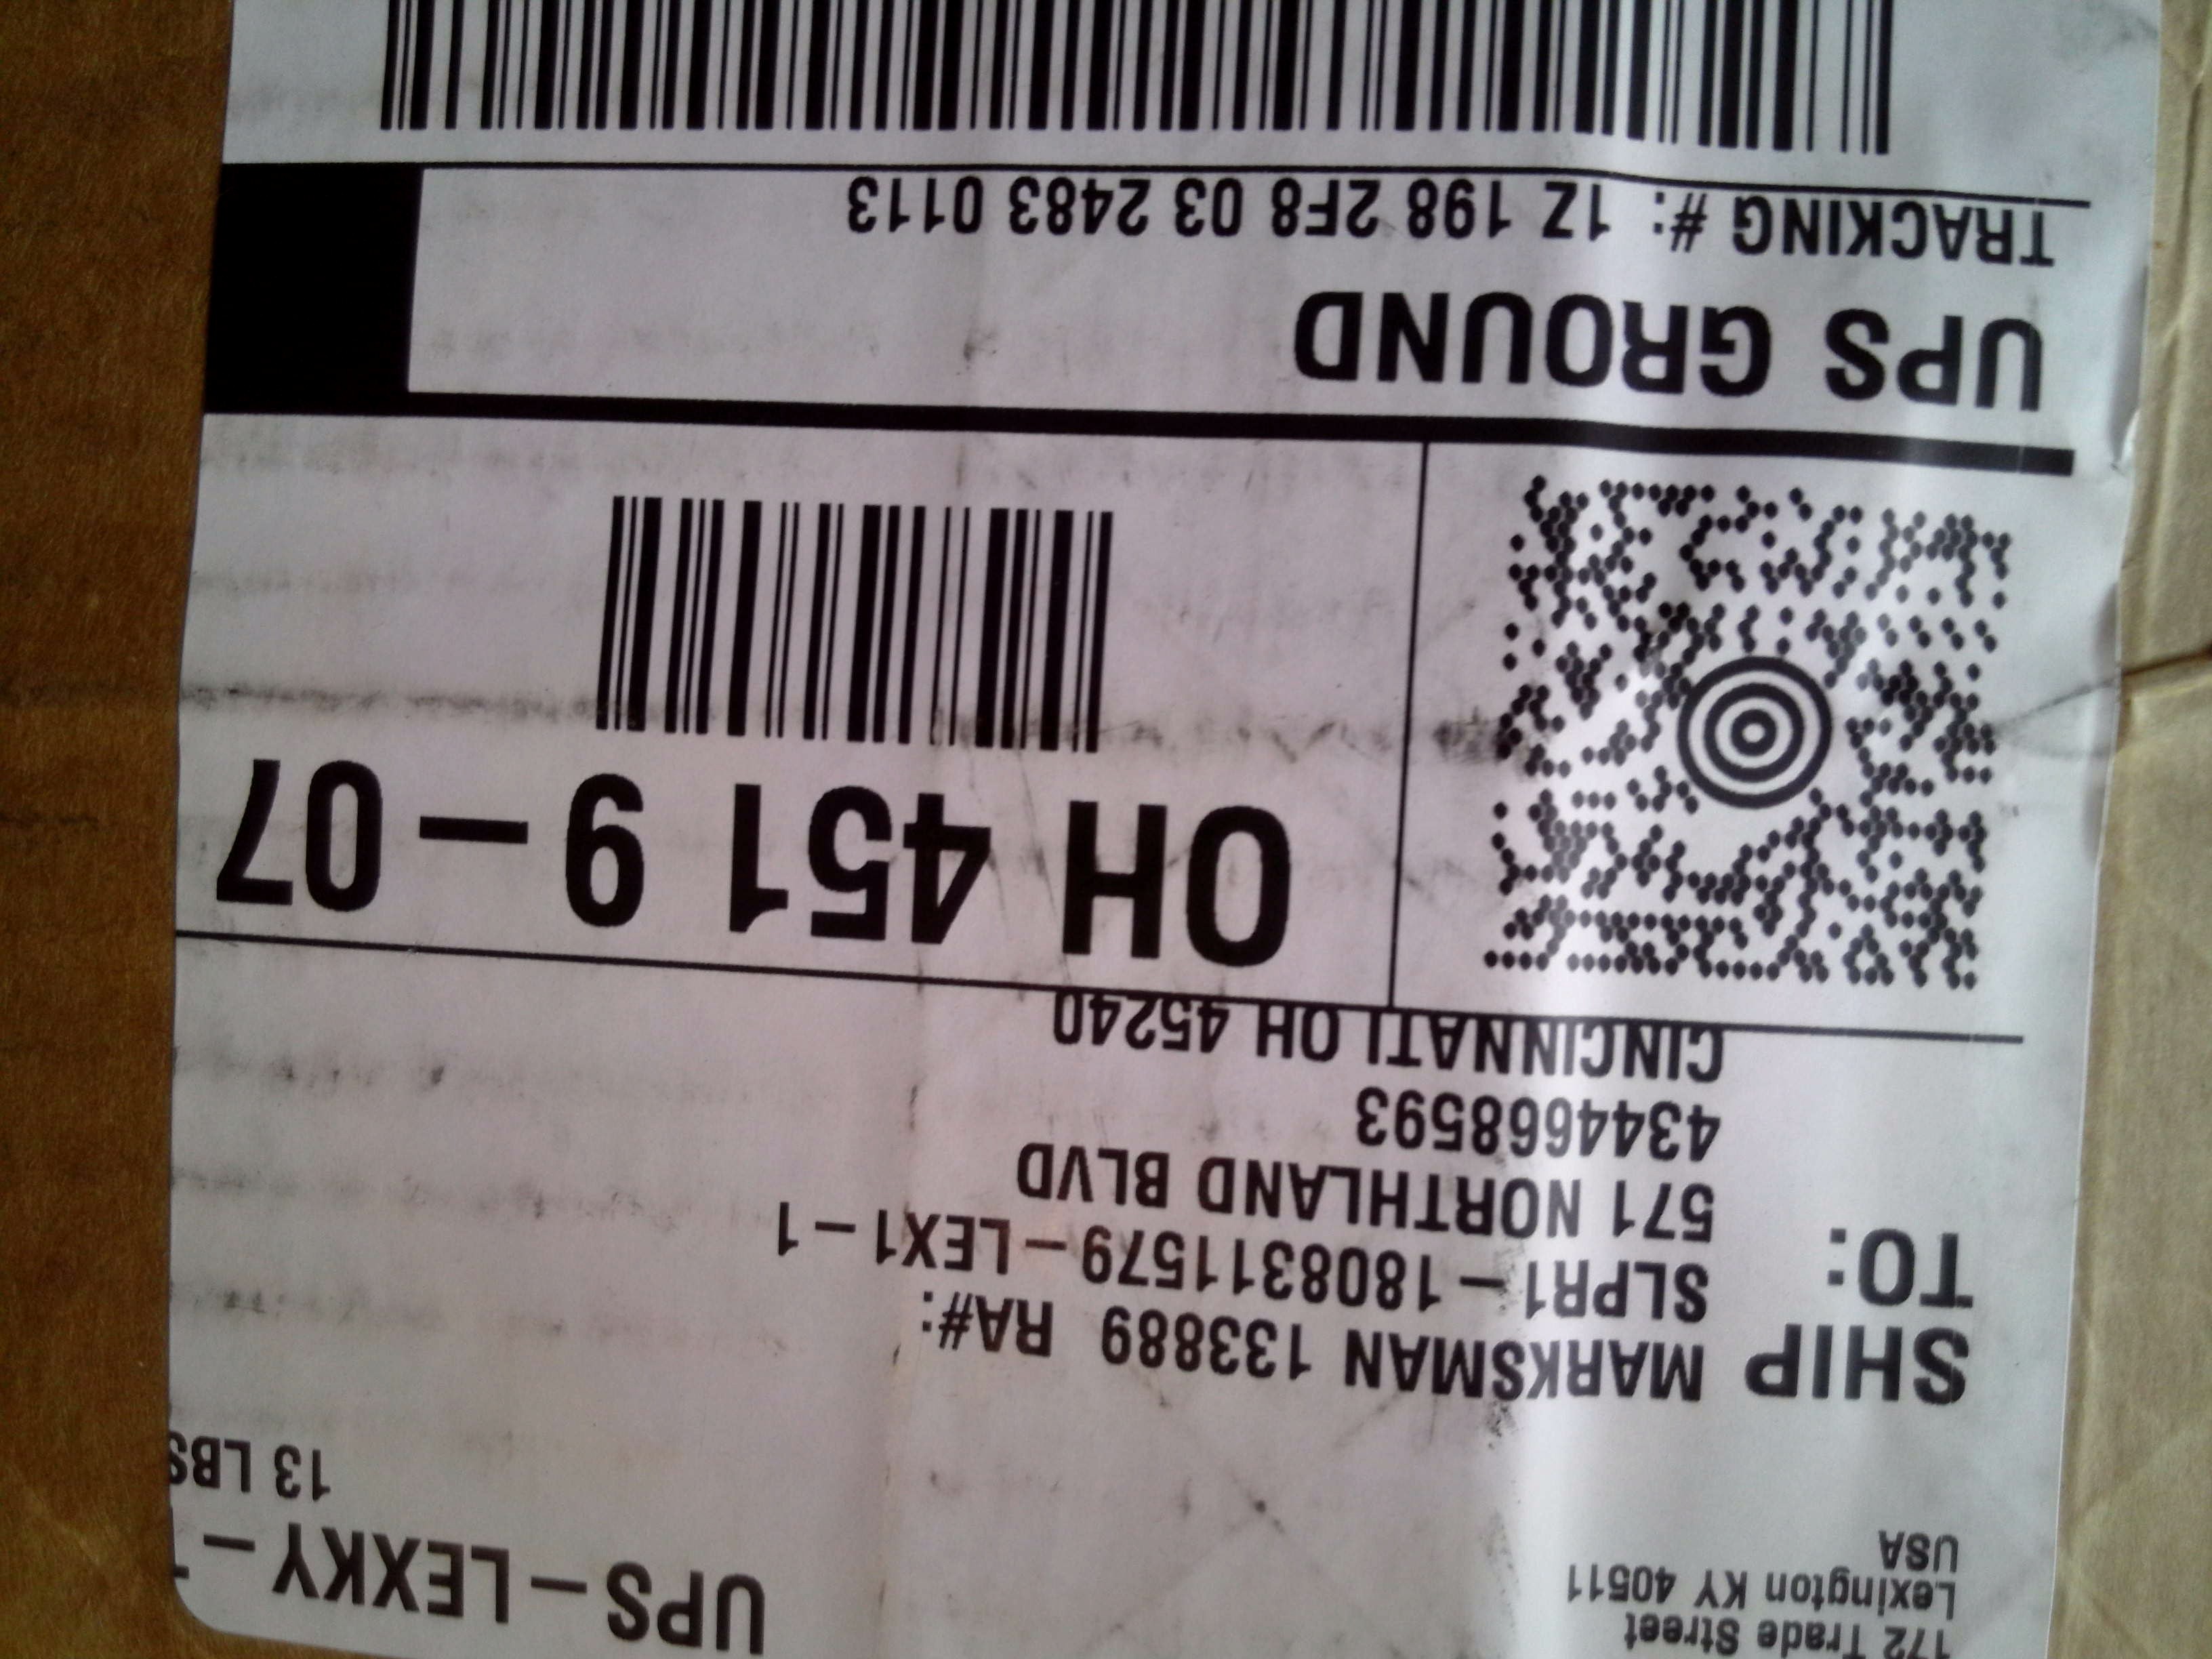 172 Trade Street
Lexington KY 40511
USA
UPS-LEXKY-
13 LBS
SHIP
TO:
MARKSMAN 133889 RA#:
SLPR1-1808311579-LEX1-1
571 NORTHLAND BLVD
4344668593
CINCINNATI OH 45240
OH 451 9-07
UPS GROUND
TRACKING #: 1Z 198 2F8 03 2483 0113